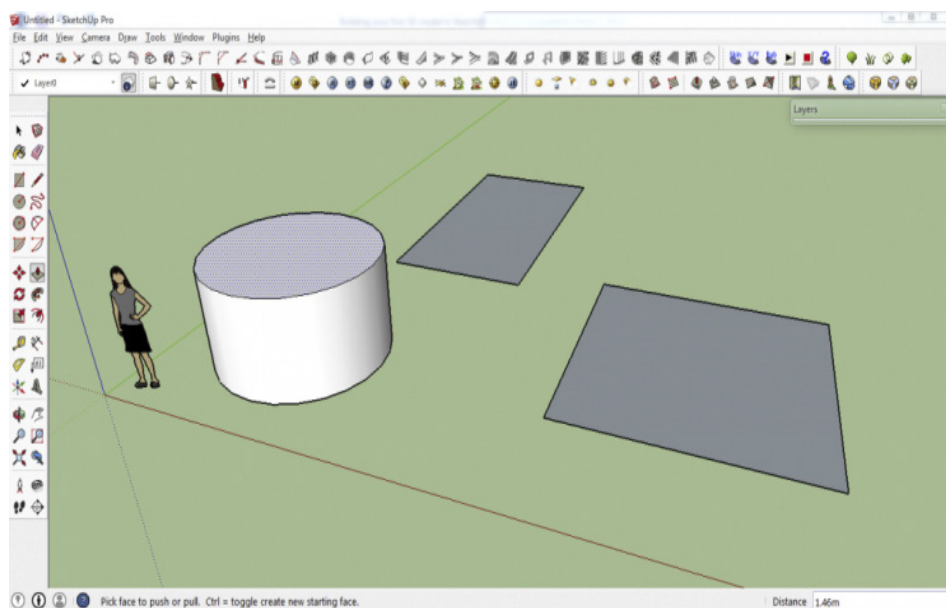 Untitled - SketchUp Pro
File Edit View Camera Draw Tools Window Plugins Help
Layer0
Layers
Pick face to push or pull. Ctrl = toggle create new starting face.
Distance 1.46m